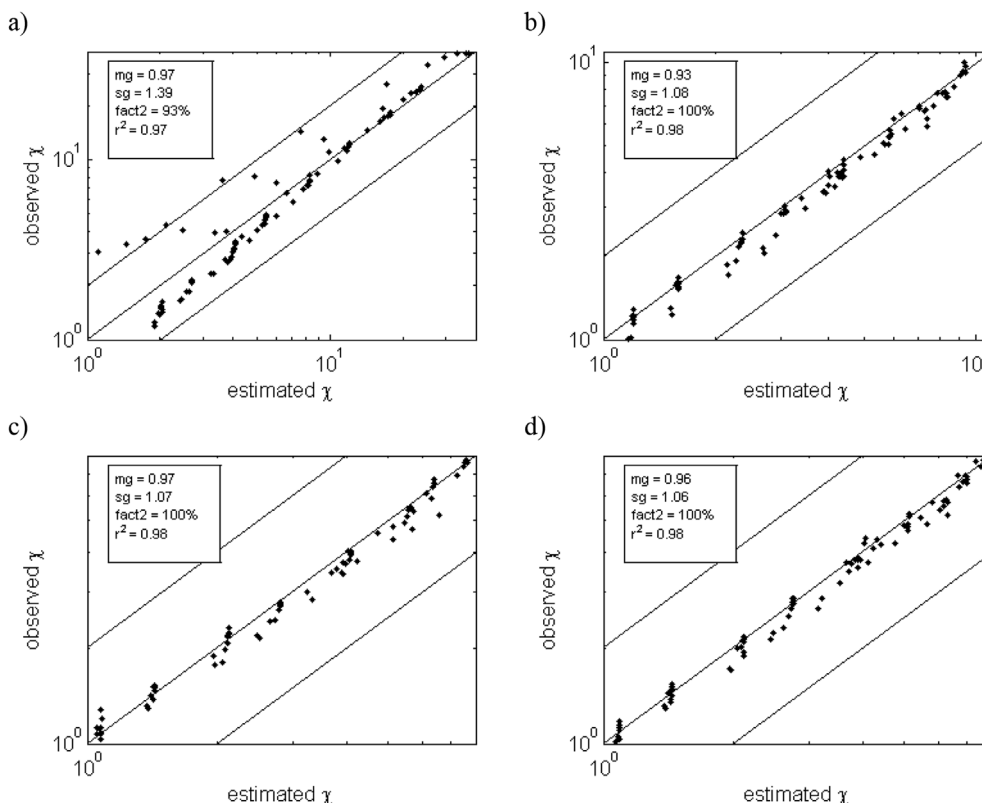 a)
mg = 0.97
sg = 1.39
fact2 = 93%
r² = 0.97
10¹
10⁰
observed χ
10⁰
10¹
estimated χ
b)
mg = 0.93
sg = 1.08
fact2 = 100%
r² = 0.98
10¹
10⁰
observed χ
10⁰
10
estimated χ
c)
mg = 0.97
sg = 1.07
fact2 = 100%
r² = 0.98
10⁰
observed χ
10⁰
estimated χ
d)
mg = 0.96
sg = 1.06
fact2 = 100%
r² = 0.98
10⁰
observed χ
10⁰
estimated χ